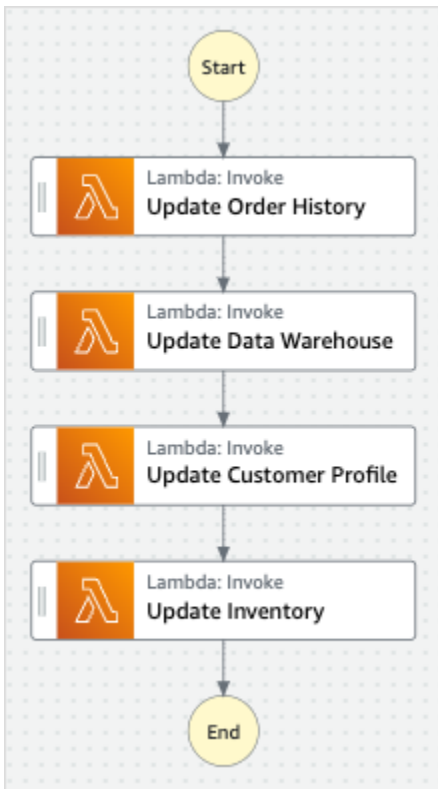 Start
Lambda: Invoke
Update Order History
Lambda: Invoke
Update Data Warehouse
Lambda: Invoke
Update Customer Profile
Lambda: Invoke
Update Inventory
End